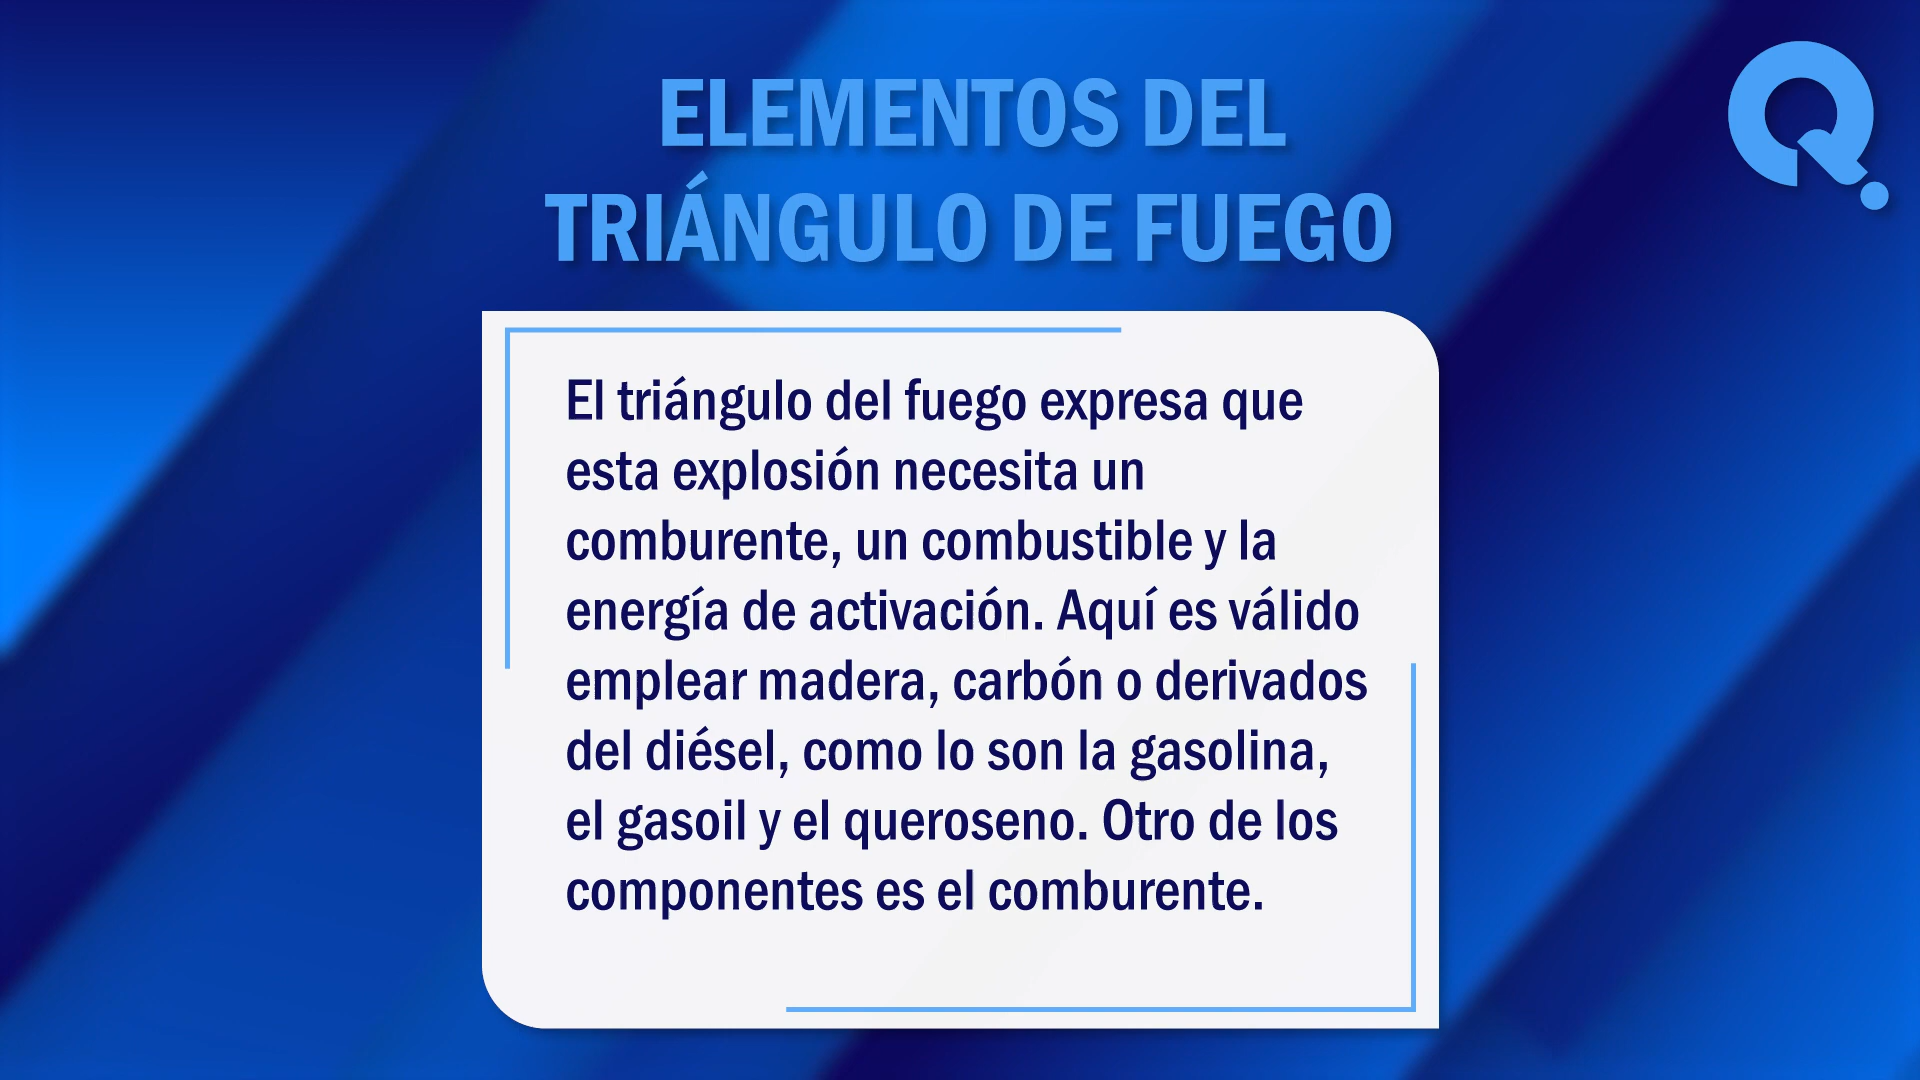 ELEMENTOS DEL
TRIÁNGULO DE FUEGO
El triángulo del fuego expresa que
esta explosión necesita un
comburente, un combustible y la
energía de activación. Aquí es válido
emplear madera, carbón o derivados
del diésel, como lo son la gasolina,
el gasoil y el queroseno. Otro de los
componentes es el comburente.